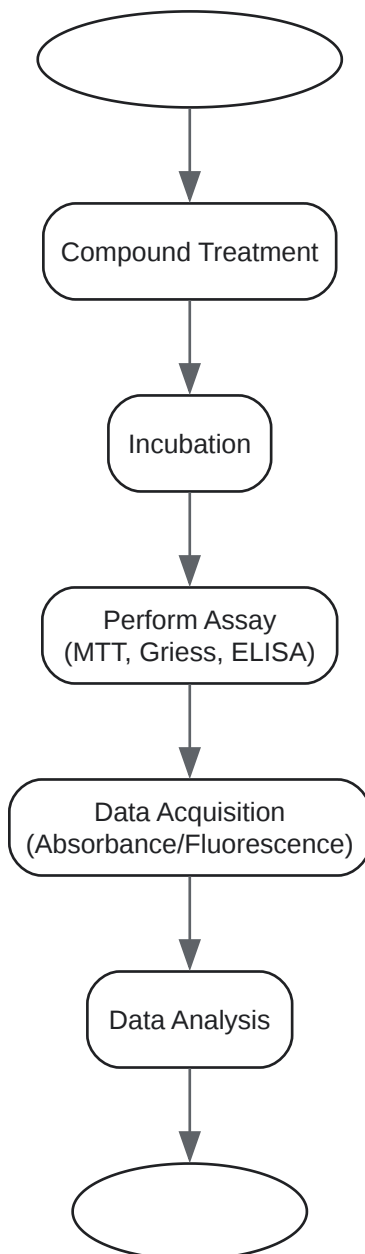 Compound Treatment
Incubation
Perform Assay
(MTT, Griess, ELISA)
Data Acquisition
(Absorbance/Fluorescence)
Data Analysis